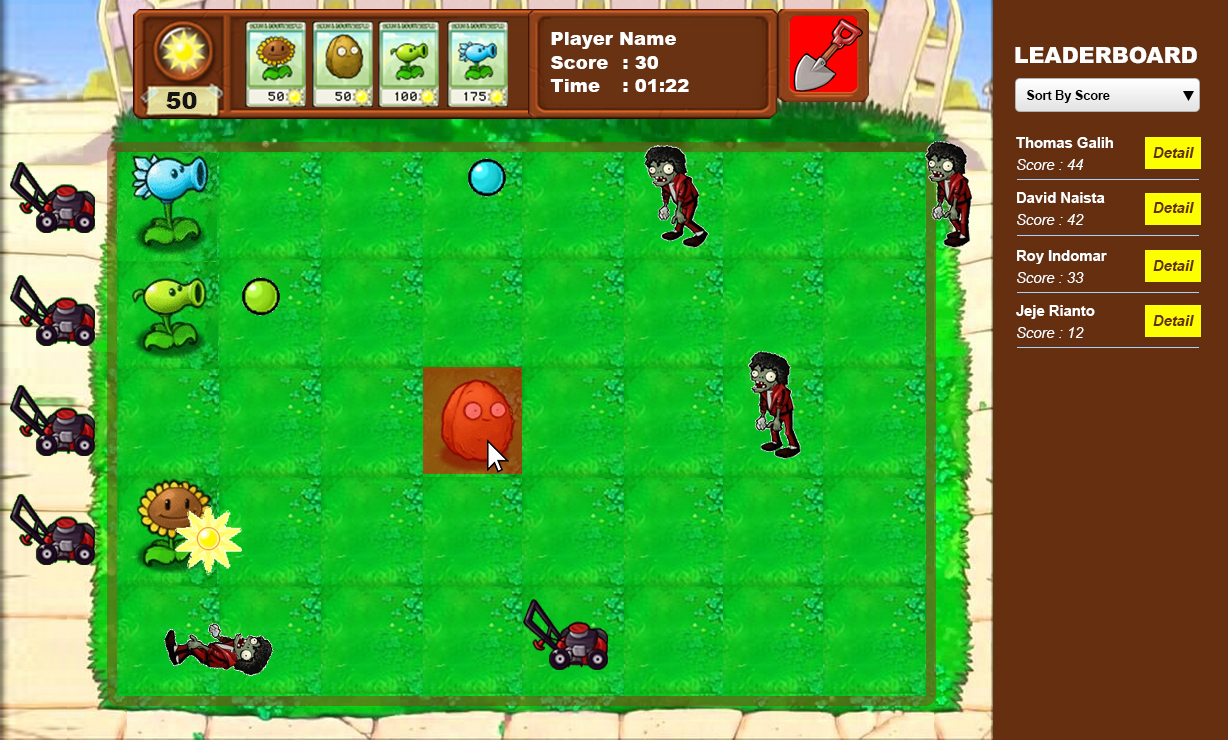 50
50
50
100
175
Player Name
Score : 30
Time : 01:22
LEADERBOARD
Sort By Score
Thomas Galih
Score : 44
Detail
David Naista
Score : 42
Detail
Roy Indomar
Score : 33
Detail
Jeje Rianto
Score : 12
Detail